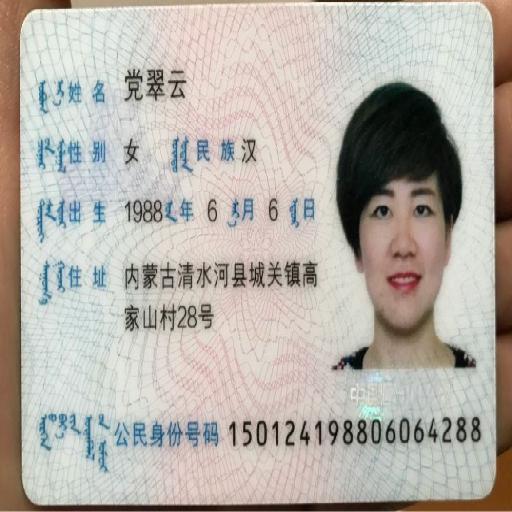 姓名 党翠云
性别 女 民族 汉
出生 1988 年 6 月 6 日
住址 内蒙古清水河县城关镇高
家山村28号
公民身份号码 150124198806064288